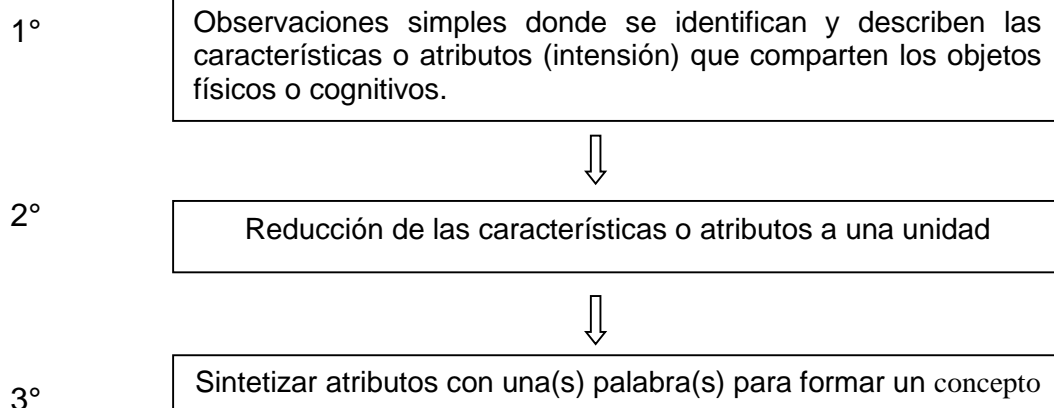 1°
Observaciones simples donde se identifican y describen las
características o atributos (intensión) que comparten los objetos
físicos o cognitivos.
2°
Reducción de las características o atributos a una unidad
3°
Sintetizar atributos con una(s) palabra(s) para formar un concepto